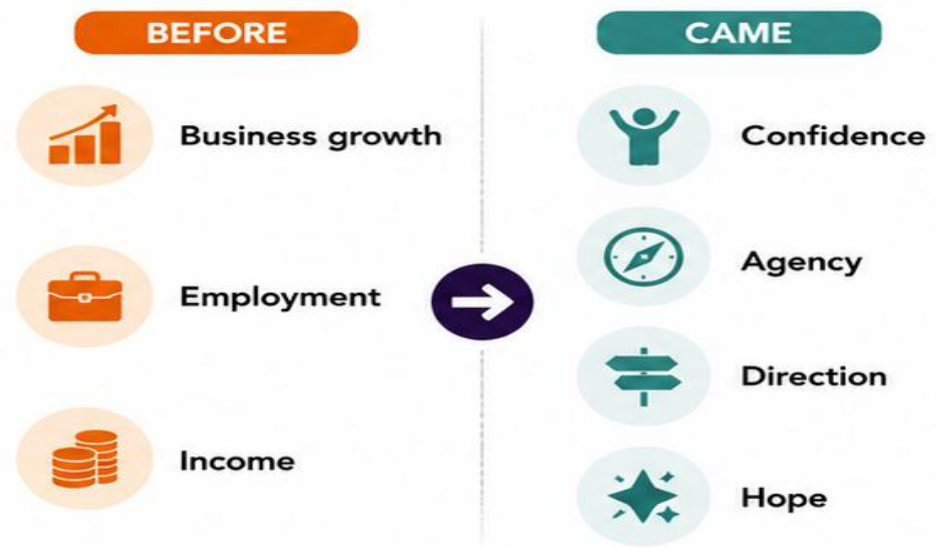 BEFORE
Business growth
Employment
Income
CAME
Confidence
Agency
Direction
Hope